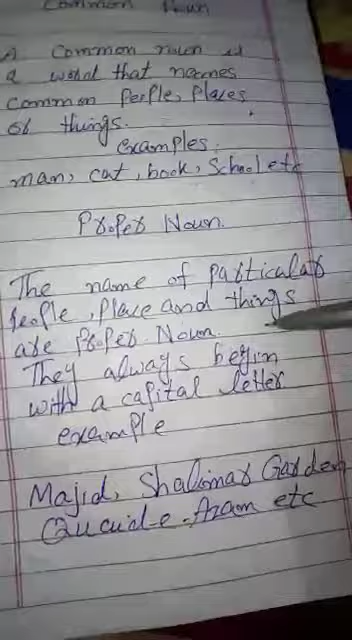 Common Noun
A Common noun is
a word that names
common People, Places
or things.
examples.
man, cat, book, School etc
Proper Noun.
The name of particular
people, Place and things
are Proper Noun.
They always begin
with a capital letter
example
Majid, Shalimar Garden
Quaid-e-Azam etc